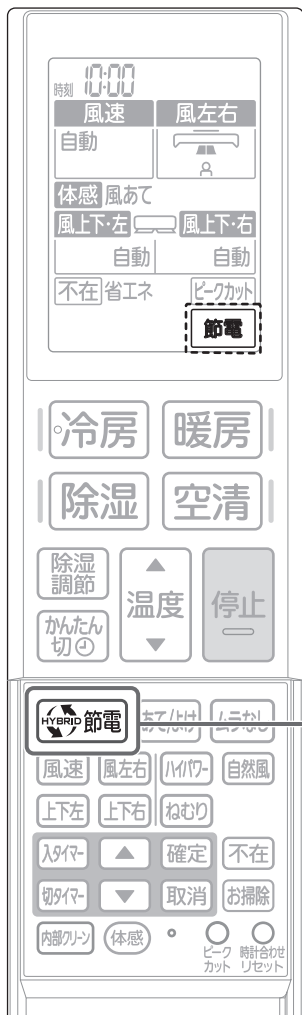 時刻 10:00
風速 風左右
自動
体感 風あて
風上下・左 風上下・右
自動 自動
不在 省エネ ピークカット
節電
冷房 暖房
除湿 空清
除湿調節 温度 停止
かんたん切
HYBRID 節電 あて/よけ ムラなし
風速 風左右 ハイパワー 自然風
上下左 上下右 ねむり
入タイマー ▲ 確定 不在
切タイマー ▼ 取消 お掃除
内部クリーン 体感 ピークカット 時計合わせリセット